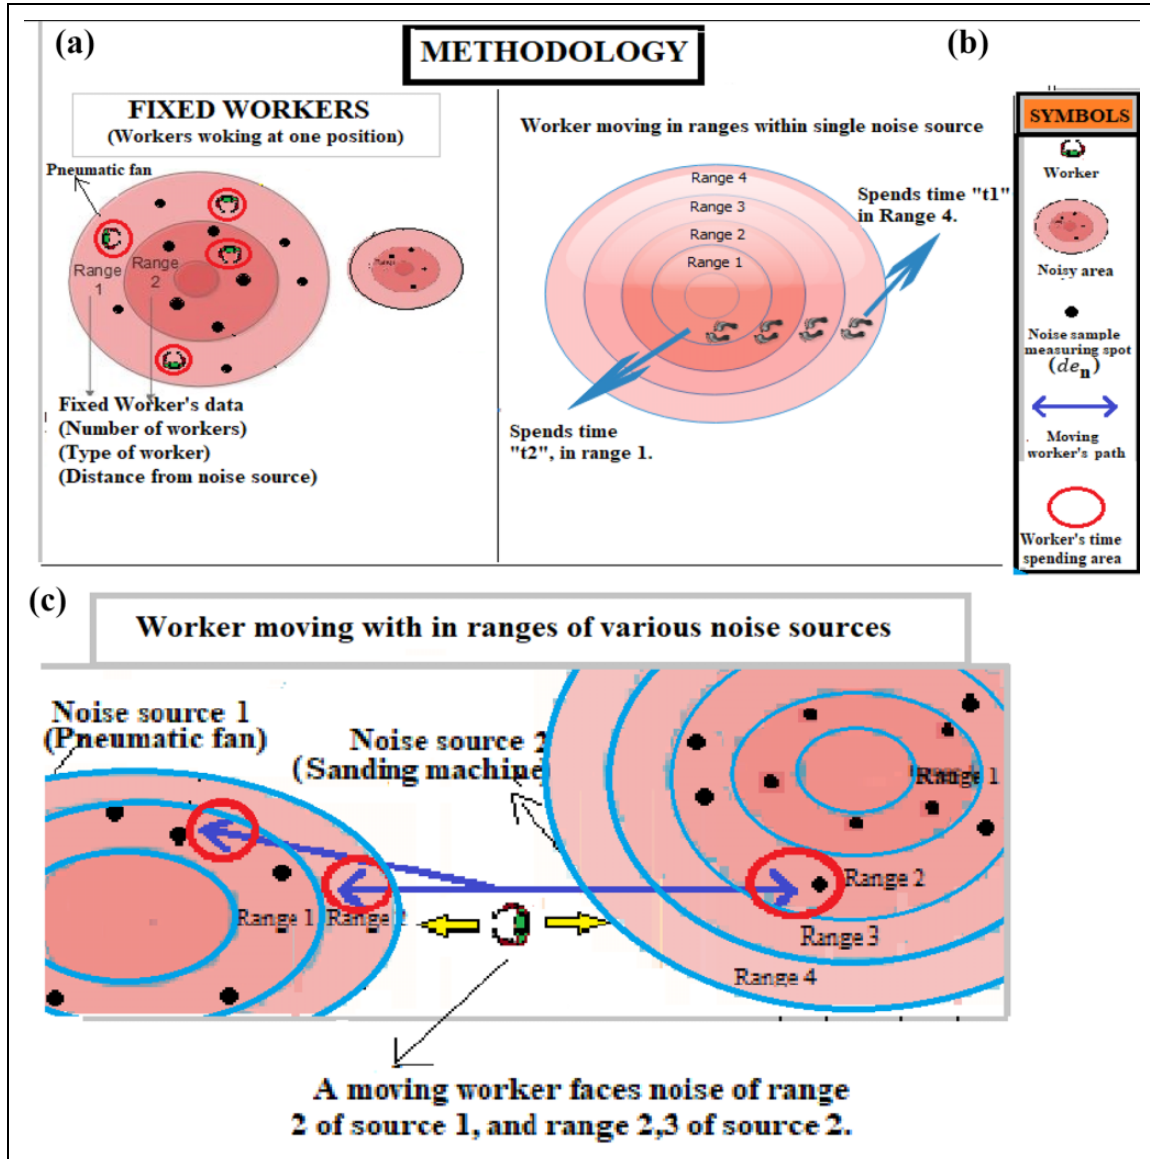 (a)
METHODOLOGY
(b)
FIXED WORKERS
(Workers woking at one position)
Pneumatic fan
Range
1
Range
2
Fixed Worker's data
(Number of workers)
(Type of worker)
(Distance from noise source)
Worker moving in ranges within single noise source
Range 4
Range 3
Range 2
Range 1
Spends time "t1"
in Range 4.
Spends time
"t2", in range 1.
SYMBOLS
Worker
Noisy area
Noise sample
measuring spot
(de_n)
Moving
worker's path
Worker's time
spending area
(c)
Worker moving with in ranges of various noise sources
Noise source 1
(Pneumatic fan)
Noise source 2
(Sanding machine
Range 1
Range 2
Range 1
Range 2
Range 3
Range 4
A moving worker faces noise of range
2 of source 1, and range 2,3 of source 2.